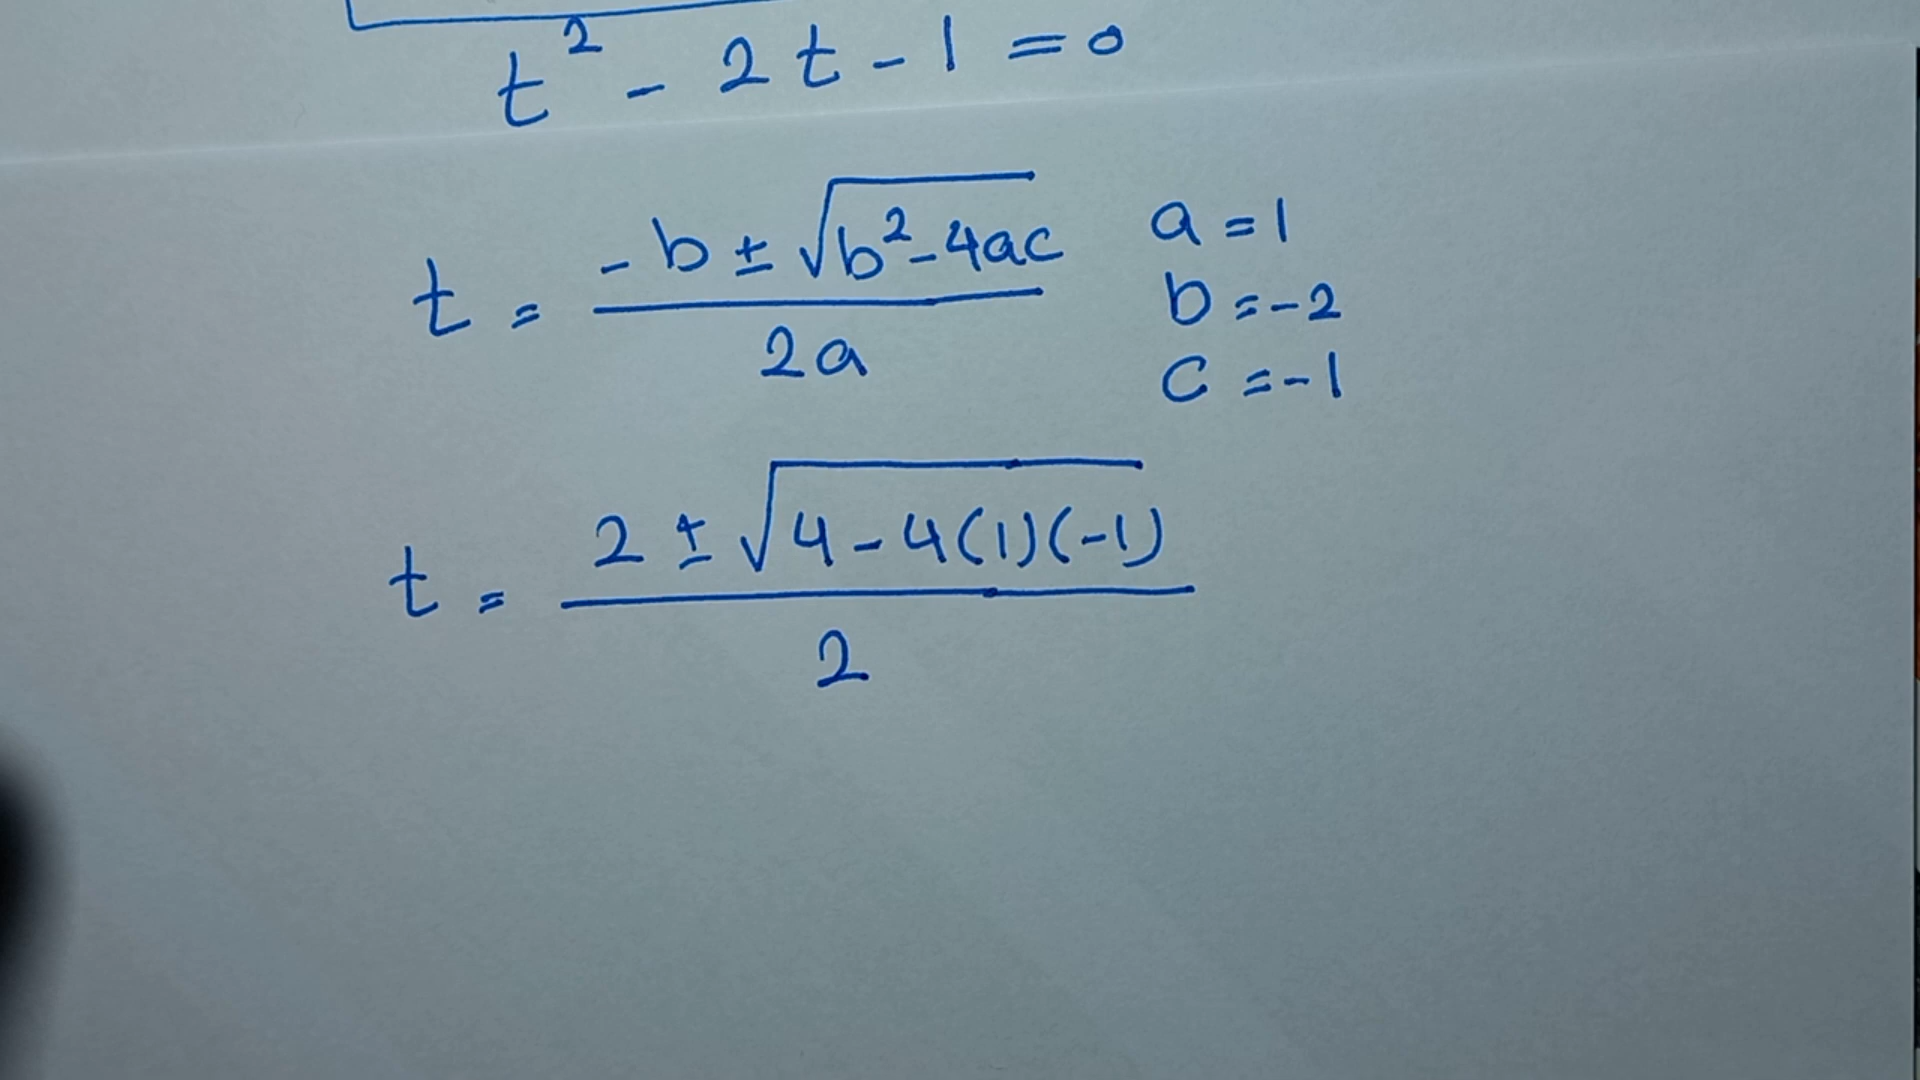 t² - 2t - 1 = 0
t = (-b ± √(b² - 4ac)) / 2a
a = 1
b = -2
c = -1
t = (2 ± √(4 - 4(1)(-1))) / 2